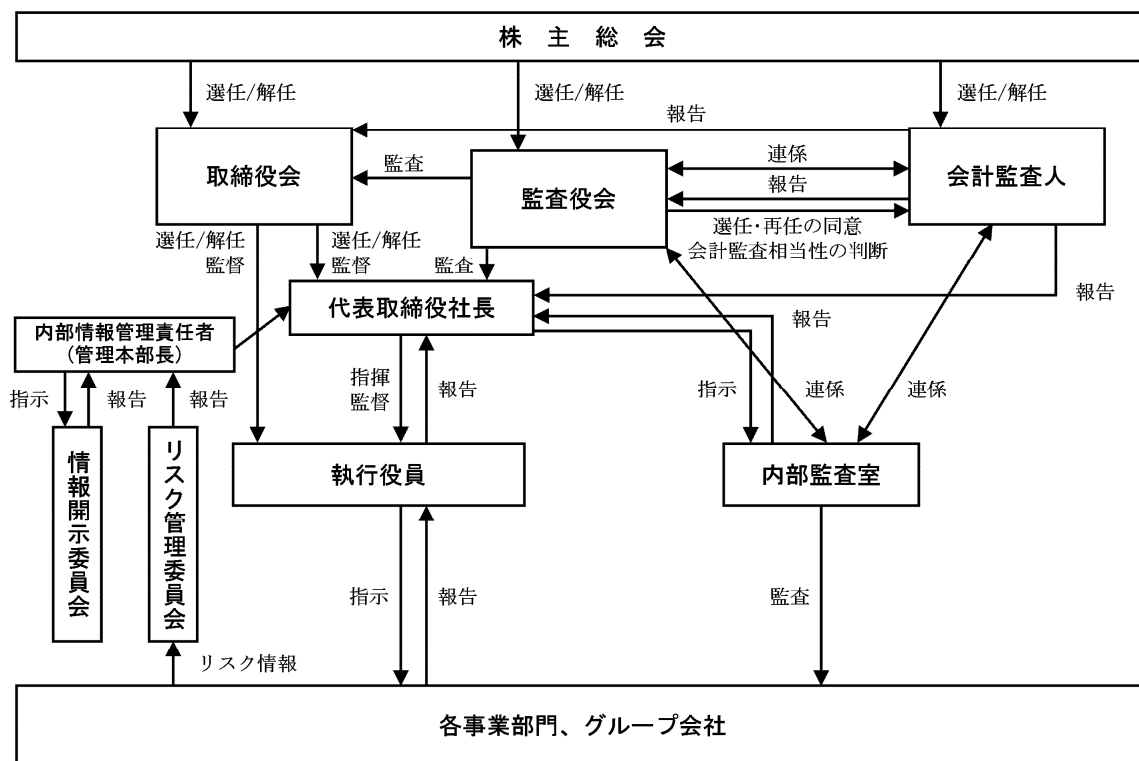 株主総会
選任/解任
選任/解任
選任/解任
報告
取締役会
監査
監査役会
連係
報告
会計監査人
選任・再任の同意
会計監査相当性の判断
選任/解任
監督
選任/解任
監督
監査
報告
代表取締役社長
報告
内部情報管理責任者
(管理本部長)
指示
報告
報告
指揮
監督
報告
指示
連係
連係
情報開示委員会
リスク管理委員会
執行役員
内部監査室
指示
報告
監査
リスク情報
各事業部門、グループ会社